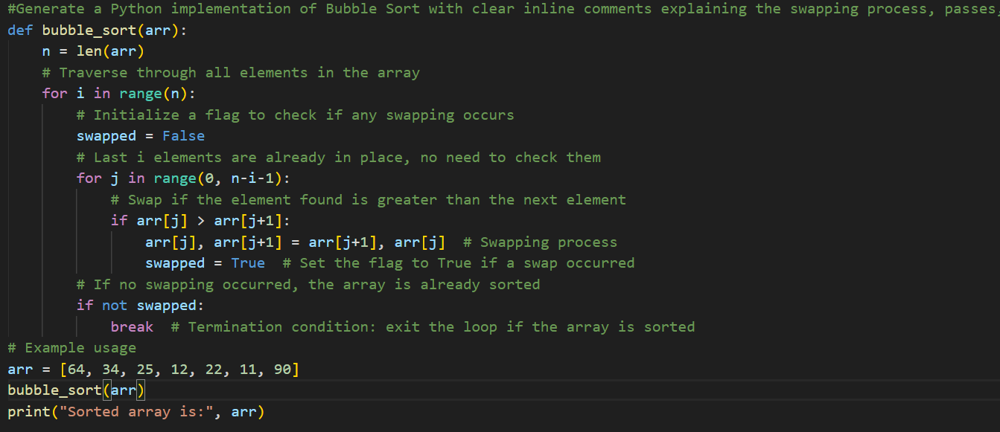 #Generate a Python implementation of Bubble Sort with clear inline comments explaining the swapping process, passes,
def bubble_sort(arr):
    n = len(arr)
    # Traverse through all elements in the array
    for i in range(n):
        # Initialize a flag to check if any swapping occurs
        swapped = False
        # Last i elements are already in place, no need to check them
        for j in range(0, n-i-1):
            # Swap if the element found is greater than the next element
            if arr[j] > arr[j+1]:
                arr[j], arr[j+1] = arr[j+1], arr[j]  # Swapping process
                swapped = True  # Set the flag to True if a swap occurred
        # If no swapping occurred, the array is already sorted
        if not swapped:
            break  # Termination condition: exit the loop if the array is sorted
# Example usage
arr = [64, 34, 25, 12, 22, 11, 90]
bubble_sort(arr)
print("Sorted array is:", arr)